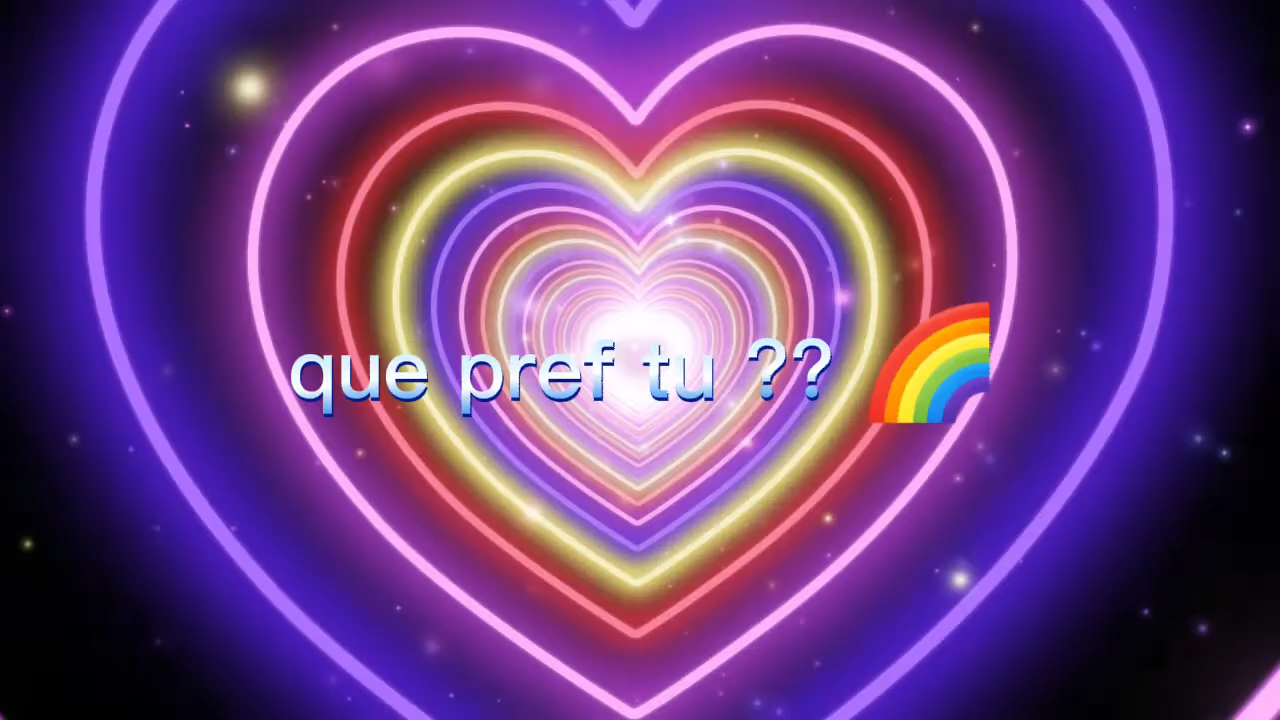 que pref tu ?? 🌈